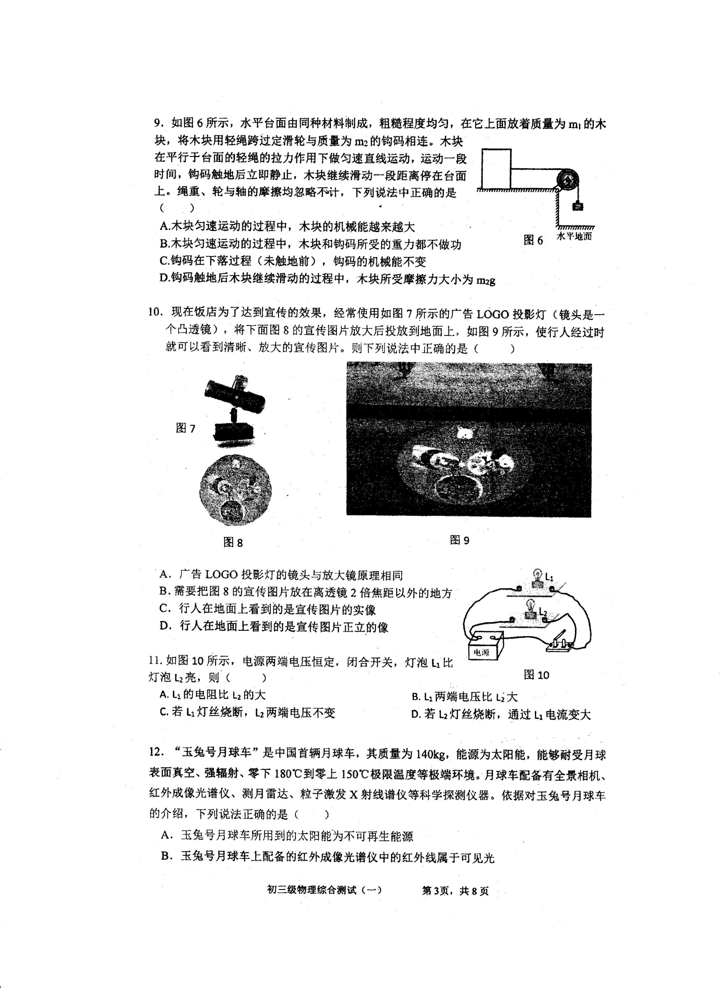 9．如图 6 所示，水平台面由同种材料制成，粗糙程度均匀，在它上面放着质量为 m₁ 的木
块，将木块用轻绳跨过定滑轮与质量为 m₂ 的钩码相连。木块
在平行于台面的轻绳的拉力作用下做匀速直线运动，运动一段
时间，钩码触地后立即静止，木块继续滑动一段距离停在台面
上。绳重、轮与轴的摩擦均忽略不计，下列说法中正确的是
（　　）
A.木块匀速运动的过程中，木块的机械能越来越大
B.木块匀速运动的过程中，木块和钩码所受的重力都不做功
C.钩码在下落过程（未触地前），钩码的机械能不变
D.钩码触地后木块继续滑动的过程中，木块所受摩擦力大小为 m₂g
水平地面
图 6
10．现在饭店为了达到宣传的效果，经常使用如图 7 所示的广告 LOGO 投影灯（镜头是一
个凸透镜），将下面图 8 的宣传图片放大后投放到地面上，如图 9 所示，使行人经过时
就可以看到清晰、放大的宣传图片。则下列说法中正确的是（　　）
图 7
图 8
图 9
A．广告 LOGO 投影灯的镜头与放大镜原理相同
B. 需要把图 8 的宣传图片放在离透镜 2 倍焦距以外的地方
C．行人在地面上看到的是宣传图片的实像
D．行人在地面上看到的是宣传图片正立的像
L₁
L₂
电源
图 10
11. 如图 10 所示，电源两端电压恒定，闭合开关，灯泡 L₁ 比
灯泡 L₂ 亮，则（　　）
A. L₁ 的电阻比 L₂ 的大
B. L₁ 两端电压比 L₂ 大
C. 若 L₁ 灯丝烧断，L₂ 两端电压不变
D. 若 L₂ 灯丝烧断，通过 L₁ 电流变大
12．“玉兔号月球车”是中国首辆月球车，其质量为 140kg，能源为太阳能，能够耐受月球
表面真空、强辐射、零下 180℃到零上 150℃极限温度等极端环境。月球车配备有全景相机、
红外成像光谱仪、测月雷达、粒子激发 X 射线谱仪等科学探测仪器。依据对玉兔号月球车
的介绍，下列说法正确的是（　　）
A．玉兔号月球车所用到的太阳能为不可再生能源
B．玉兔号月球车上配备的红外成像光谱仪中的红外线属于可见光
初三级物理综合测试（一）　　第 3页，共 8 页